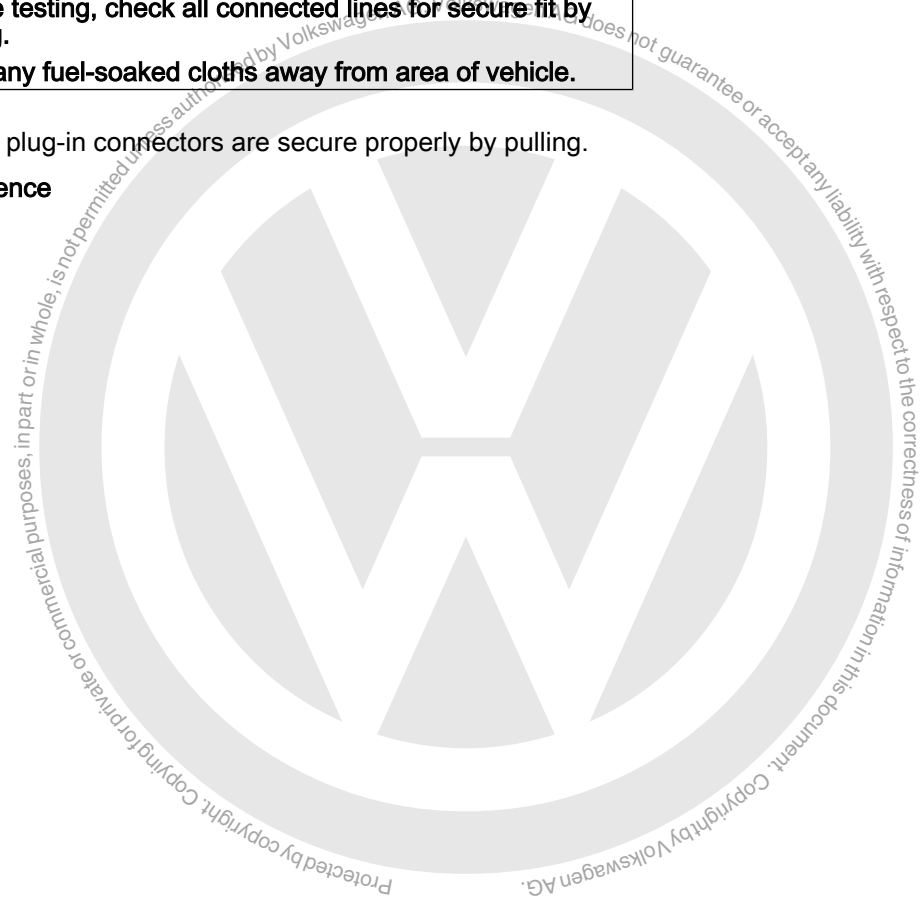 e testing, check all connected lines for secure fit by
g.
any fuel-soaked cloths away from area of vehicle.
plug-in connectors are secure properly by pulling.
ence
Protected by copyright. Copying for private or commercial purposes, in part or in whole, is not permitted unless authorised by Volkswagen AG. Volkswagen AG does not guarantee or accept any liability with respect to the correctness of information in this document. Copyright by Volkswagen AG.